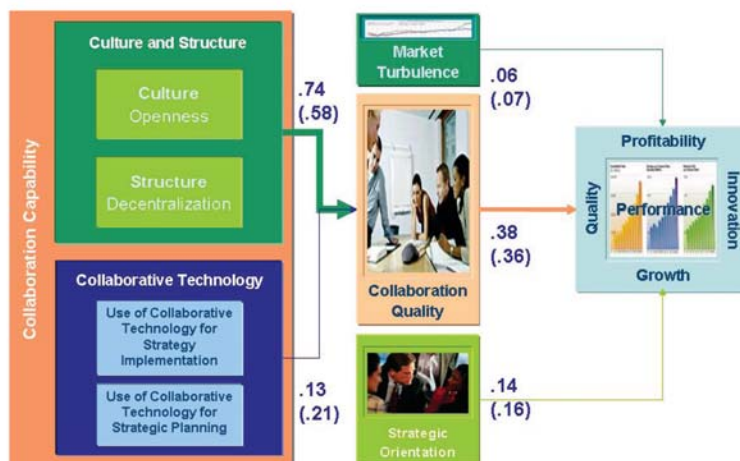 Collaboration Capability
Culture and Structure
Culture
Openness
Structure
Decentralization
.74
(.58)
Collaborative Technology
Use of Collaborative
Technology for
Strategy
Implementation
Use of Collaborative
Technology for
Strategic Planning
.13
(.21)
Market
Turbulence
.06
(.07)
Collaboration
Quality
.38
(.36)
Strategic
Orientation
.14
(.16)
Profitability
Quality
Performance
Innovation
Growth